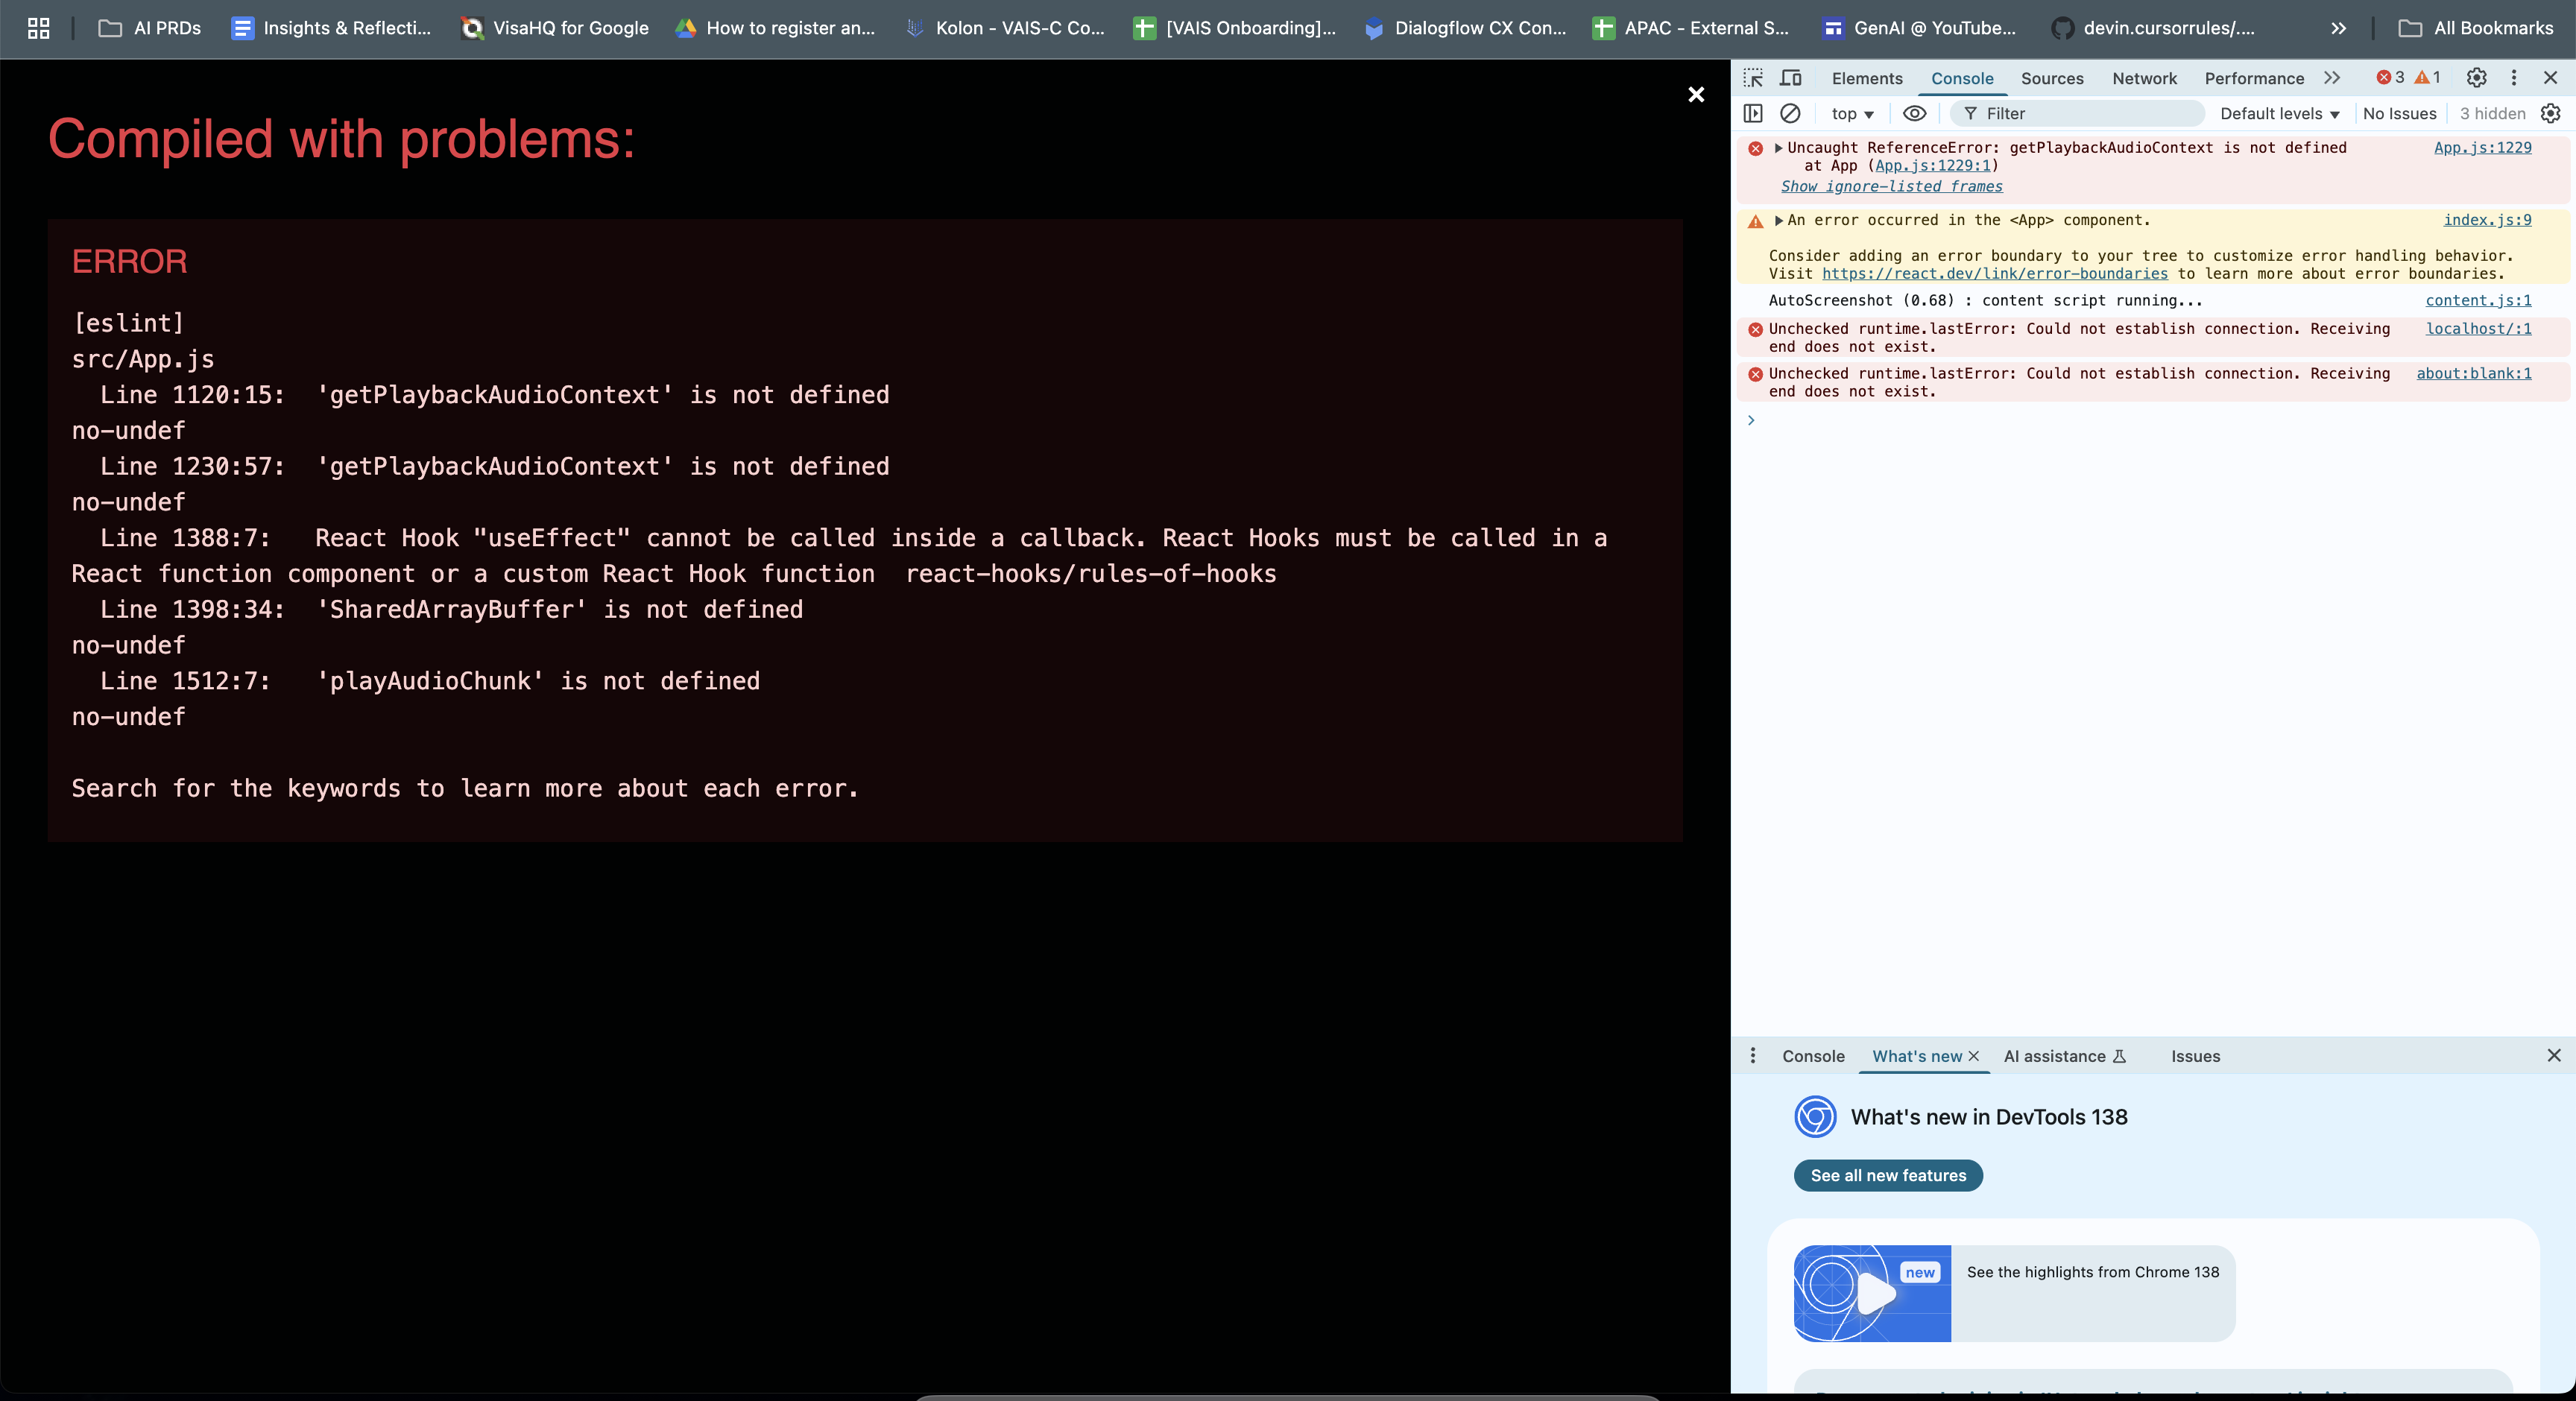 AI PRDs
Insights & Reflecti...
VisaHQ for Google
How to register an...
Kolon - VAIS-C Co...
[VAIS Onboarding]...
Dialogflow CX Con...
APAC - External S...
GenAI @ YouTube...
devin.cursorrules/....
All Bookmarks
Compiled with problems:
ERROR
[eslint]
src/App.js
Line 1120:15:  'getPlaybackAudioContext' is not defined
no-undef
Line 1230:57:  'getPlaybackAudioContext' is not defined
no-undef
Line 1388:7:   React Hook "useEffect" cannot be called inside a callback. React Hooks must be called in a
React function component or a custom React Hook function  react-hooks/rules-of-hooks
Line 1398:34:  'SharedArrayBuffer' is not defined
no-undef
Line 1512:7:   'playAudioChunk' is not defined
no-undef
Search for the keywords to learn more about each error.
Elements Console Sources Network Performance 3 1
top Filter Default levels No Issues 3 hidden
Uncaught ReferenceError: getPlaybackAudioContext is not defined App.js:1229
at App (App.js:1229:1)
Show ignore-listed frames
An error occurred in the <App> component. index.js:9
Consider adding an error boundary to your tree to customize error handling behavior.
Visit https://react.dev/link/error-boundaries to learn more about error boundaries.
AutoScreenshot (0.68) : content script running... content.js:1
Unchecked runtime.lastError: Could not establish connection. Receiving localhost/:1
end does not exist.
Unchecked runtime.lastError: Could not establish connection. Receiving about:blank:1
end does not exist.
Console What's new AI assistance Issues
What's new in DevTools 138
See all new features
new
See the highlights from Chrome 138